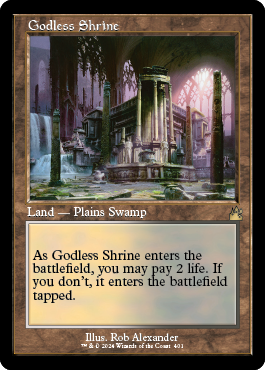 Godless Shrine
Land — Plains Swamp
As Godless Shrine enters the
battlefield, you may pay 2 life. If
you don't, it enters the battlefield
tapped.
Illus. Rob Alexander
™ & © 2024 Wizards of the Coast 401